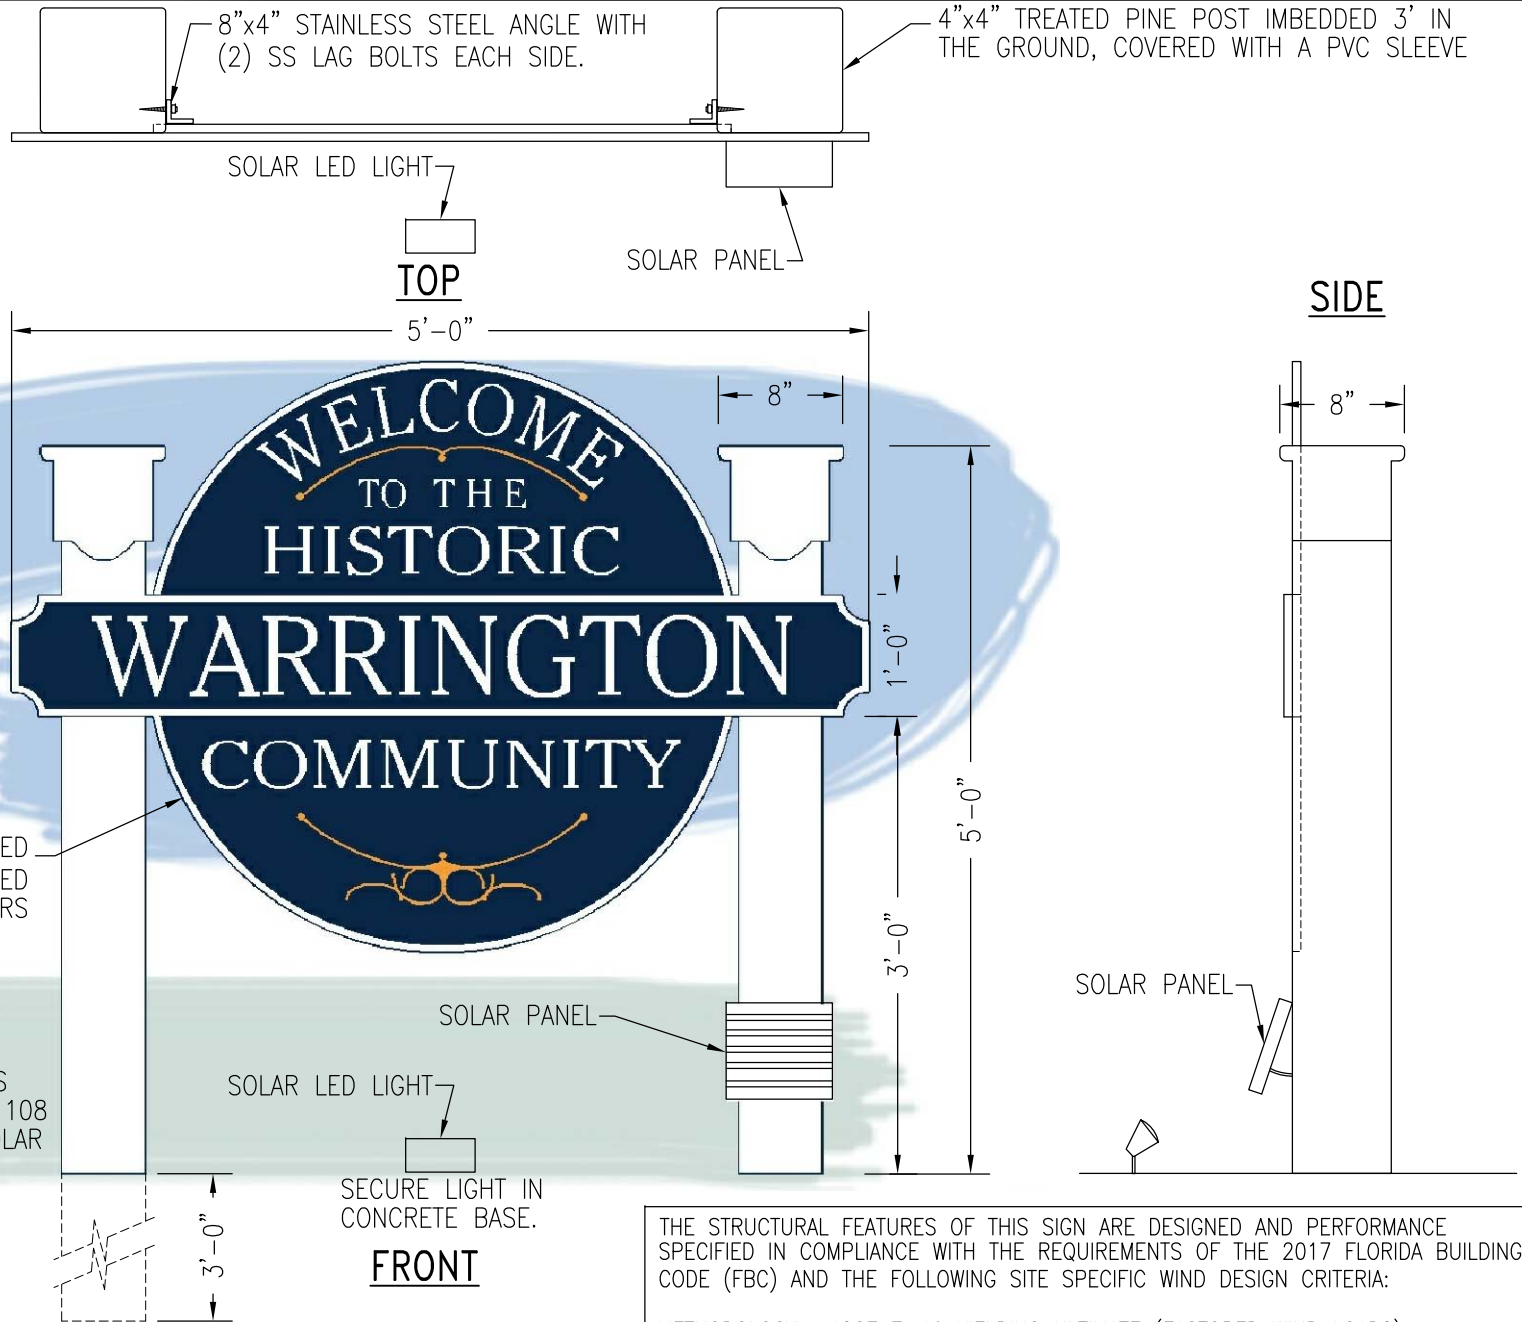 8"x4" STAINLESS STEEL ANGLE WITH
(2) SS LAG BOLTS EACH SIDE.
4"x4" TREATED PINE POST IMBEDDED 3' IN
THE GROUND, COVERED WITH A PVC SLEEVE
SOLAR LED LIGHT
SOLAR PANEL
TOP
SIDE
5'-0"
8"
8"
WELCOME
TO THE
HISTORIC
WARRINGTON
COMMUNITY
1'-0"
5'-0"
3'-0"
ED
ED
RS
SOLAR PANEL
SOLAR PANEL
SOLAR LED LIGHT
S
108
LAR
SECURE LIGHT IN
CONCRETE BASE.
3'-0"
FRONT
THE STRUCTURAL FEATURES OF THIS SIGN ARE DESIGNED AND PERFORMANCE
SPECIFIED IN COMPLIANCE WITH THE REQUIREMENTS OF THE 2017 FLORIDA BUILDING
CODE (FBC) AND THE FOLLOWING SITE SPECIFIC WIND DESIGN CRITERIA: